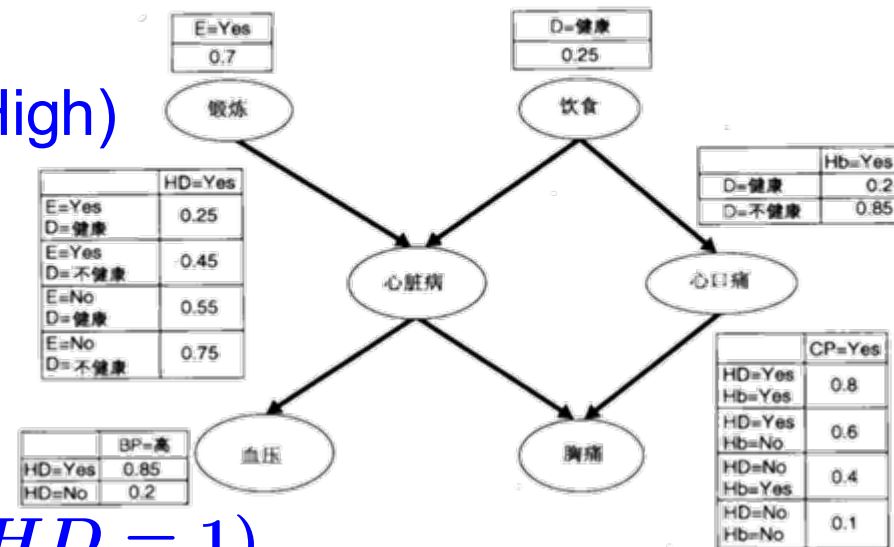 E=Yes
0.7
D=健康
0.25
High)
锻炼
饮食
HD=Yes
E=Yes
D=健康
0.25
E=Yes
D=不健康
0.45
E=No
D=健康
0.55
E=No
D=不健康
0.75
Hb=Yes
D=健康 0.2
D=不健康 0.85
心脏病
心口痛
CP=Yes
HD=Yes
Hb=Yes
0.8
HD=Yes
Hb=No
0.6
HD=No
Hb=Yes
0.4
HD=No
Hb=No
0.1
BP=高
HD=Yes 0.85
HD=No 0.2
血压
胸痛
HD = 1)